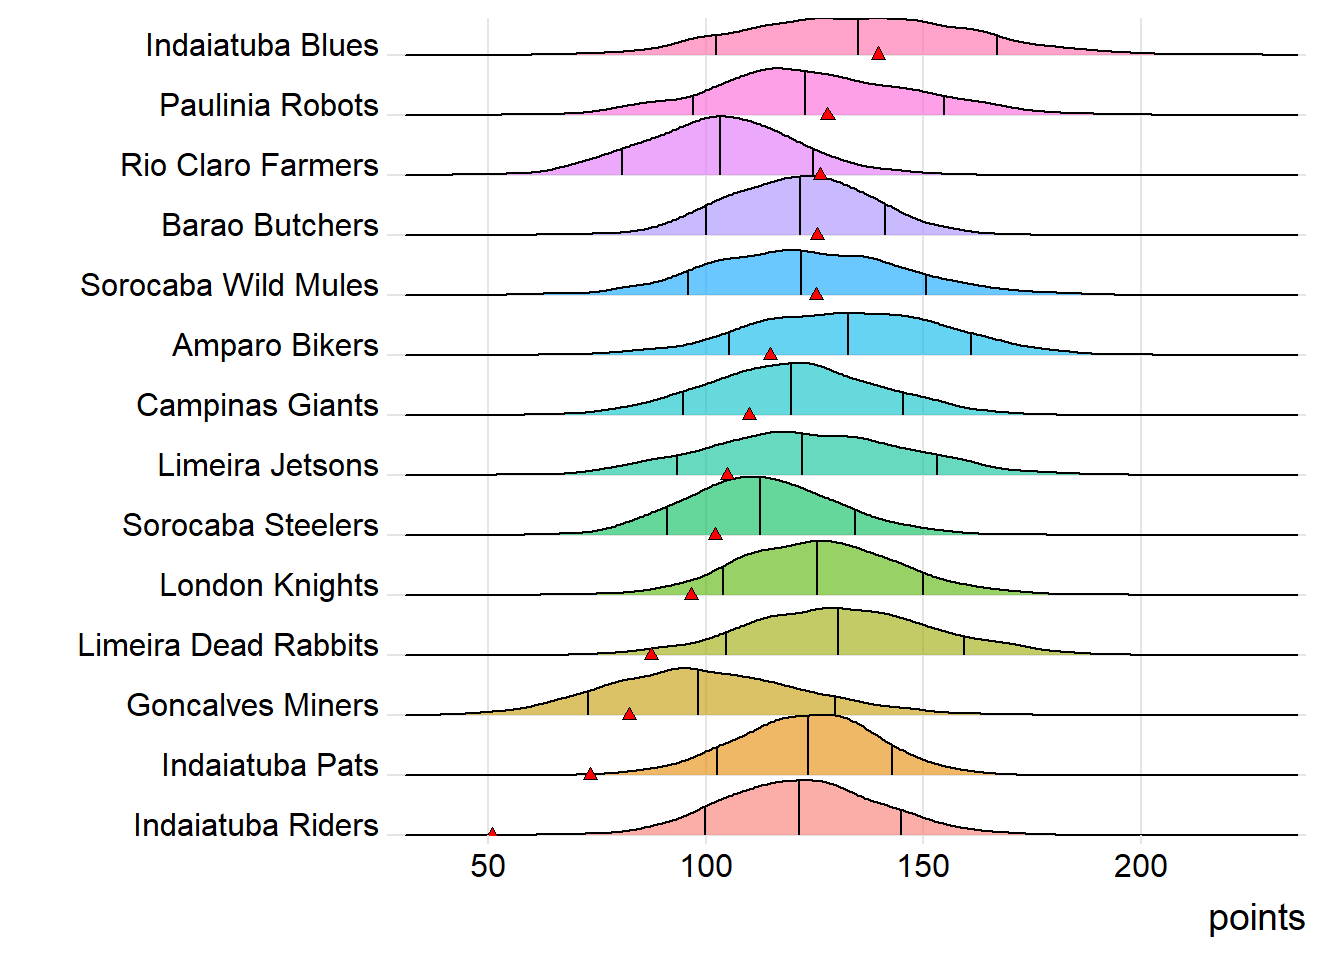 Indaiatuba Blues
Paulinia Robots
Rio Claro Farmers
Barao Butchers
Sorocaba Wild Mules
Amparo Bikers
Campinas Giants
Limeira Jetsons
Sorocaba Steelers
London Knights
Limeira Dead Rabbits
Goncalves Miners
Indaiatuba Pats
Indaiatuba Riders
50 100 150 200
points